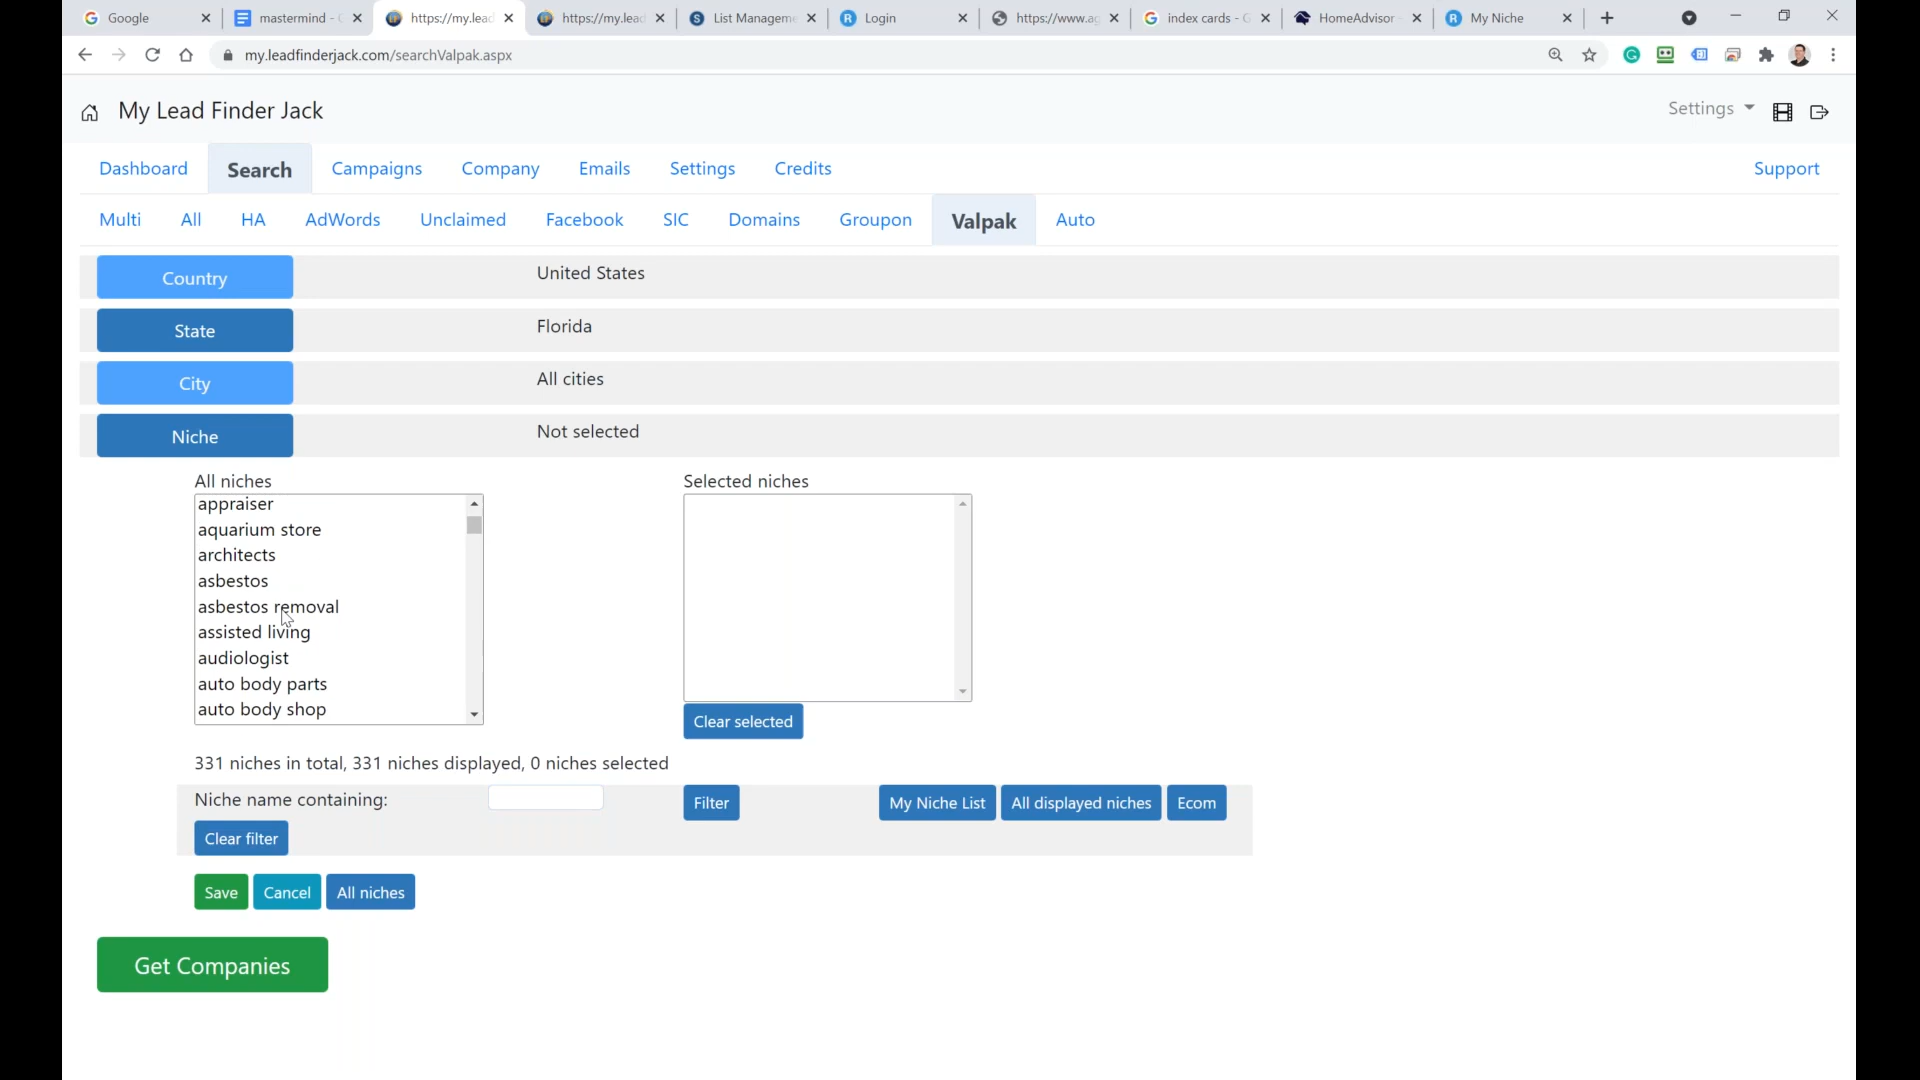 Google
mastermind - G
https://my.lead
https://my.lead
List Manageme
Login
https://www.ag
index cards - G
HomeAdvisor
My Niche
my.leadfinderjack.com/searchValpak.aspx
My Lead Finder Jack
Settings
Dashboard Search Campaigns Company Emails Settings Credits Support
Multi All HA AdWords Unclaimed Facebook SIC Domains Groupon Valpak Auto
Country United States
State Florida
City All cities
Niche Not selected
All niches Selected niches
appraiser
aquarium store
architects
asbestos
asbestos removal
assisted living
audiologist
auto body parts
auto body shop
Clear selected
331 niches in total, 331 niches displayed, 0 niches selected
Niche name containing: Filter My Niche List All displayed niches Ecom
Clear filter
Save Cancel All niches
Get Companies